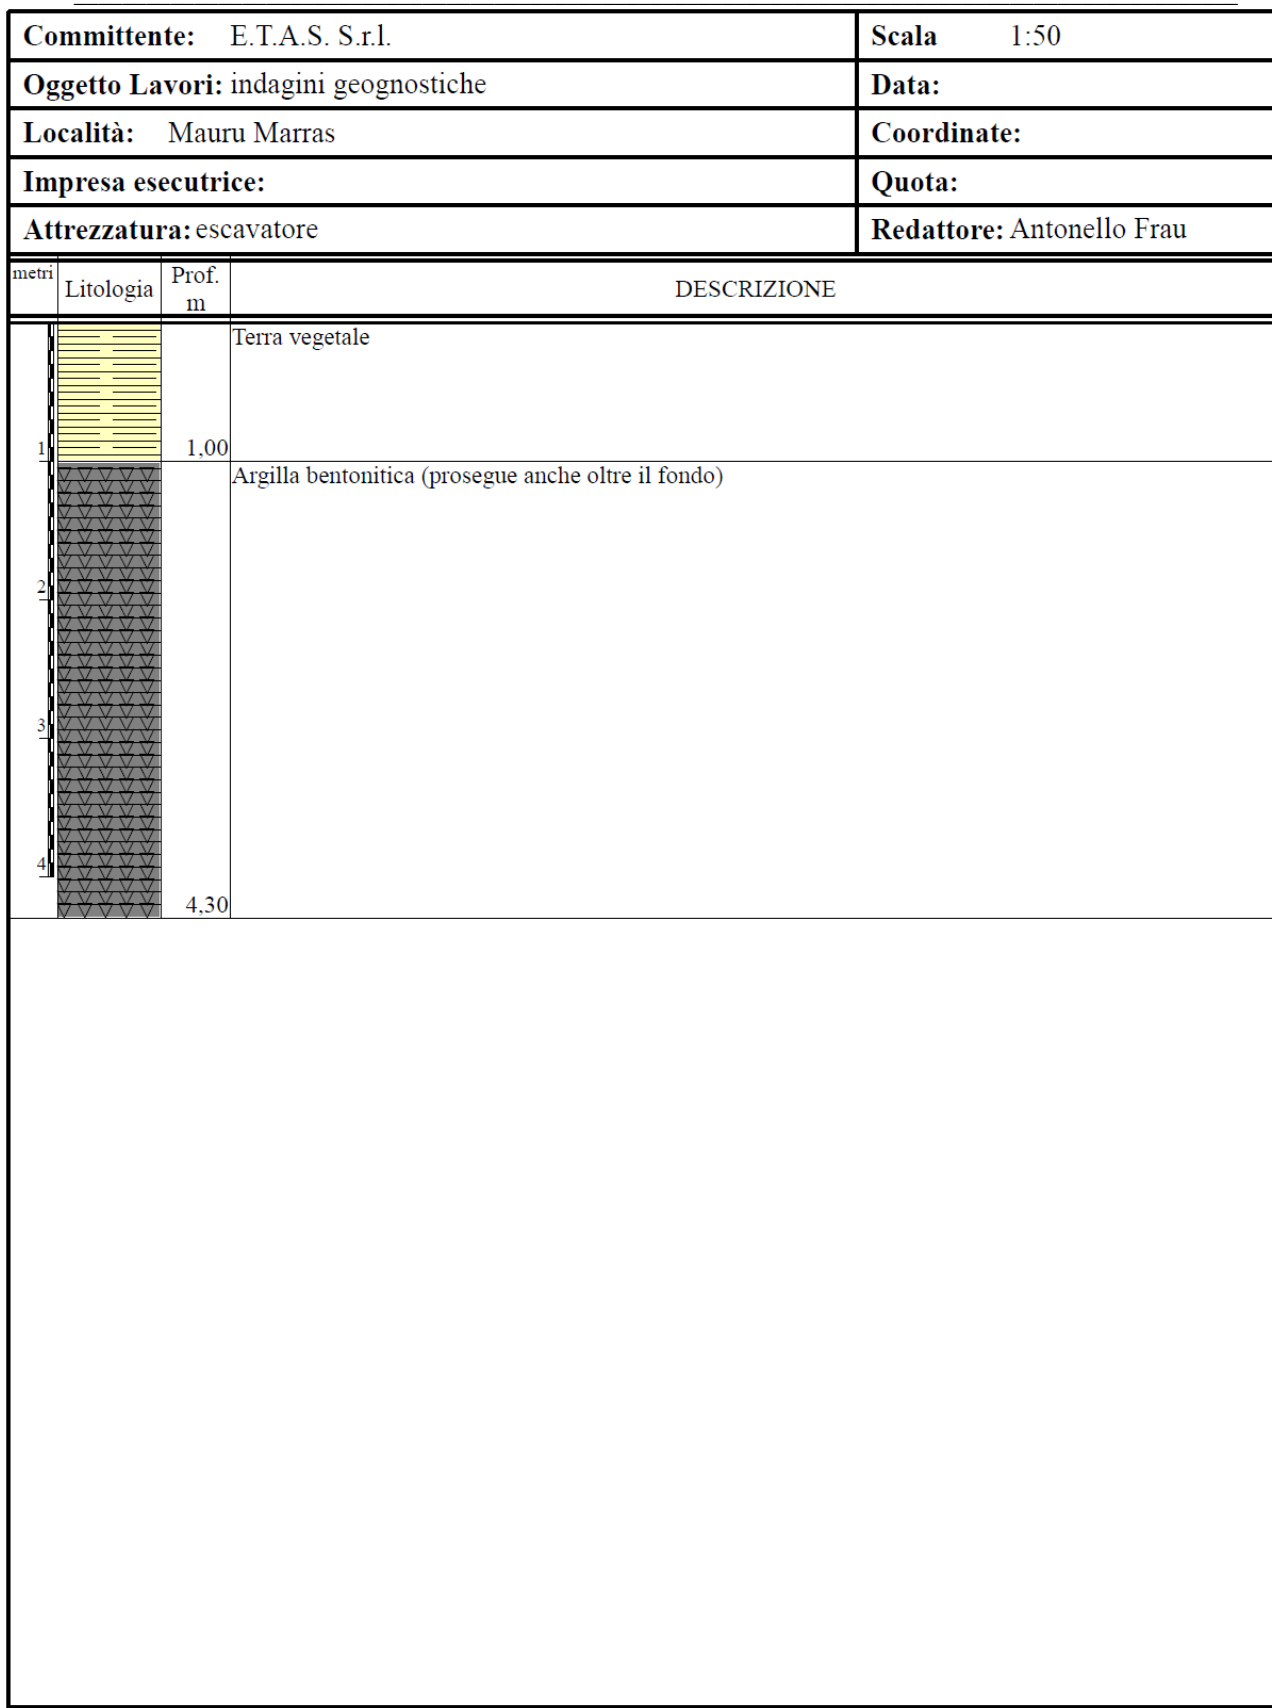 Committente: E.T.A.S. S.r.l. Scala 1:50
Oggetto Lavori: indagini geognostiche Data:
Località: Mauru Marras Coordinate:
Impresa esecutrice: Quota:
Attrezzatura: escavatore Redattore: Antonello Frau
metri Litologia Prof. m DESCRIZIONE
Terra vegetale
1 1,00
Argilla bentonitica (prosegue anche oltre il fondo)
2
3
4
4,30